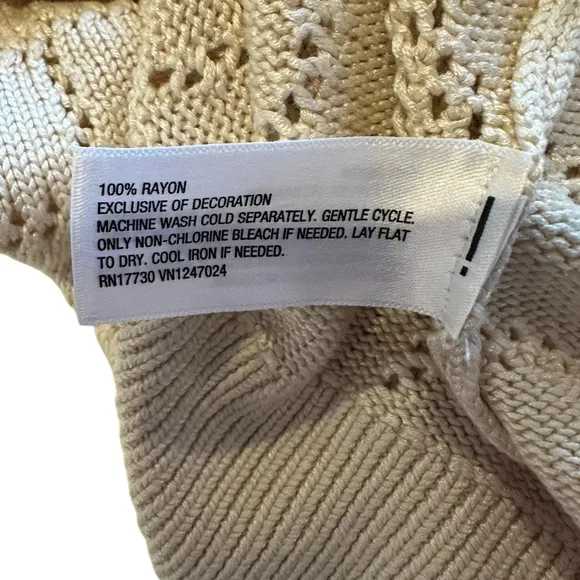 100% RAYON
EXCLUSIVE OF DECORATION
MACHINE WASH COLD SEPARATELY. GENTLE CYCLE.
ONLY NON-CHLORINE BLEACH IF NEEDED. LAY FLAT
TO DRY. COOL IRON IF NEEDED.
RN17730 VN1247024